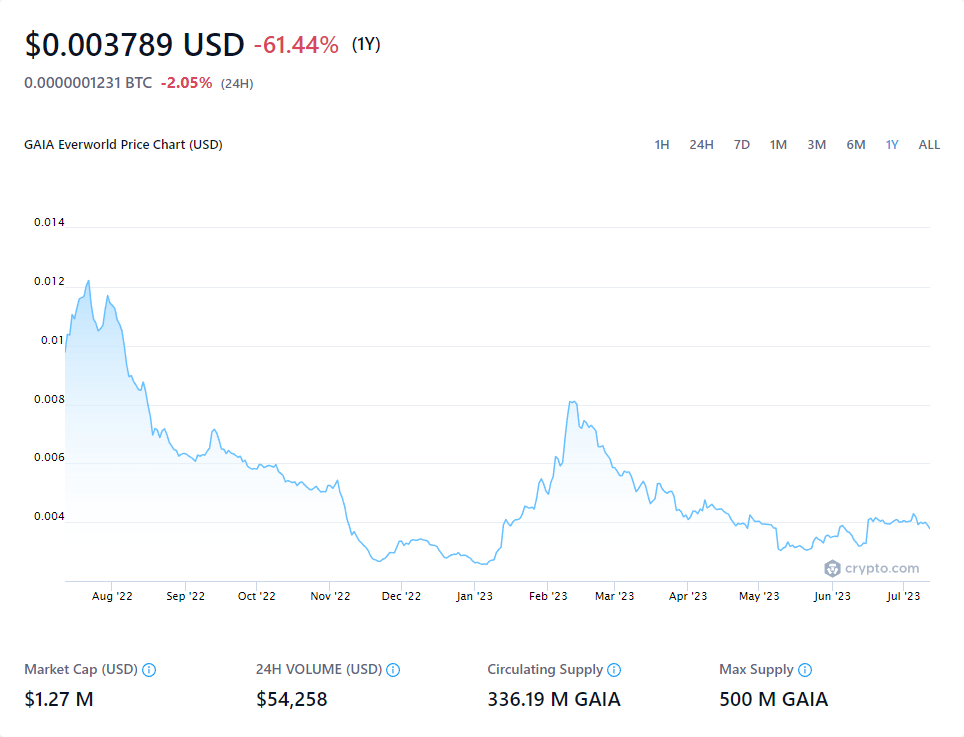 $0.003789 USD -61.44% (1Y)
0.0000001231 BTC -2.05% (24H)
GAIA Everworld Price Chart (USD) 1H 24H 7D 1M 3M 6M 1Y ALL
0.014
0.012
0.01
0.008
0.006
0.004
crypto.com
Aug '22 Sep '22 Oct '22 Nov '22 Dec '22 Jan '23 Feb '23 Mar '23 Apr '23 May '23 Jun '23 Jul '23
Market Cap (USD) 24H VOLUME (USD) Circulating Supply Max Supply
$1.27 M $54,258 336.19 M GAIA 500 M GAIA